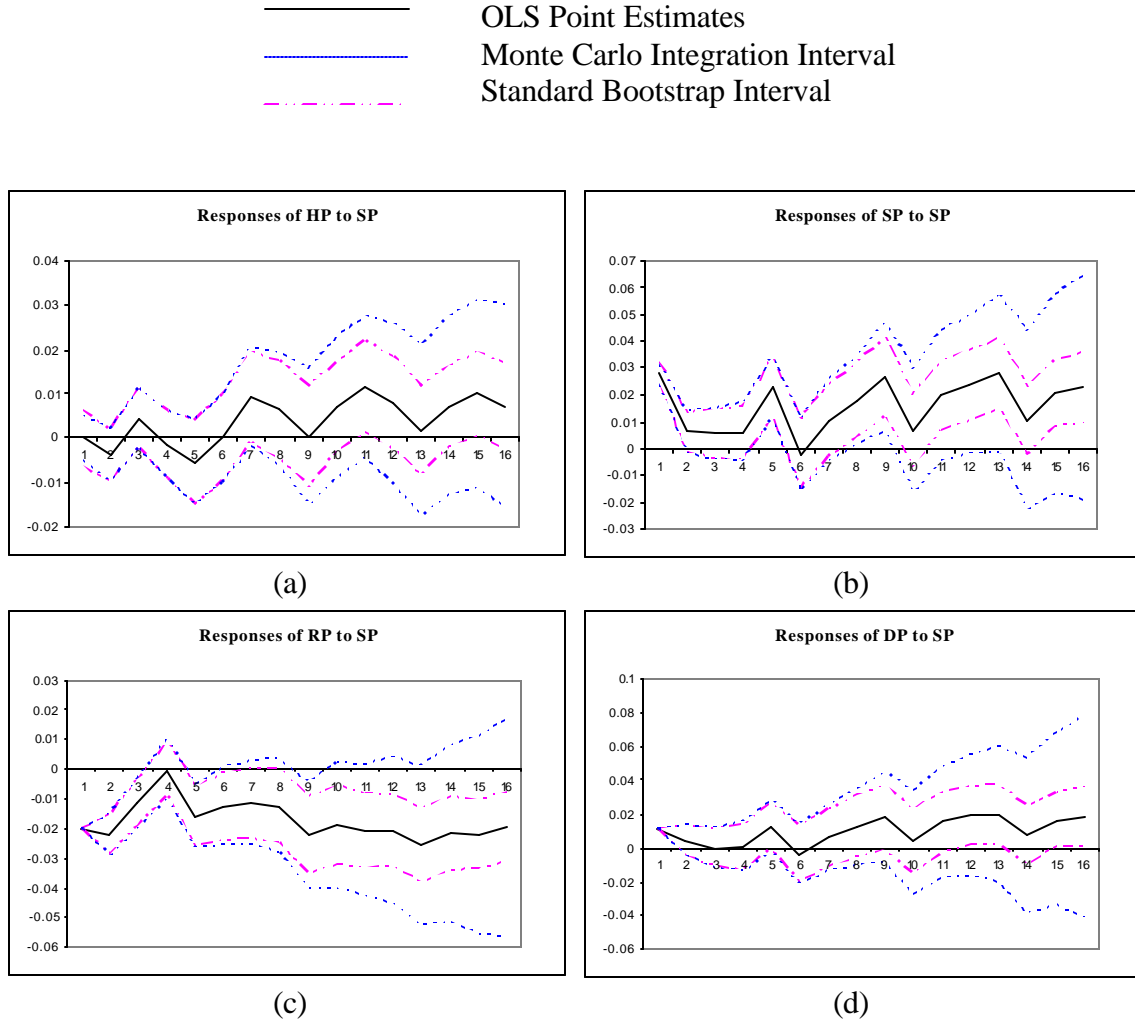 OLS Point Estimates
Monte Carlo Integration Interval
Standard Bootstrap Interval
Responses of HP to SP
0.04
0.03
0.02
0.01
0
-0.01
-0.02
1 2 3 4 5 6 7 8 9 10 11 12 13 14 15 16
(a)
Responses of SP to SP
0.07
0.06
0.05
0.04
0.03
0.02
0.01
0
-0.01
-0.02
-0.03
1 2 3 4 5 6 7 8 9 10 11 12 13 14 15 16
(b)
Responses of RP to SP
0.03
0.02
0.01
0
-0.01
-0.02
-0.03
-0.04
-0.05
-0.06
1 2 3 4 5 6 7 8 9 10 11 12 13 14 15 16
(c)
Responses of DP to SP
0.1
0.08
0.06
0.04
0.02
0
-0.02
-0.04
-0.06
1 2 3 4 5 6 7 8 9 10 11 12 13 14 15 16
(d)